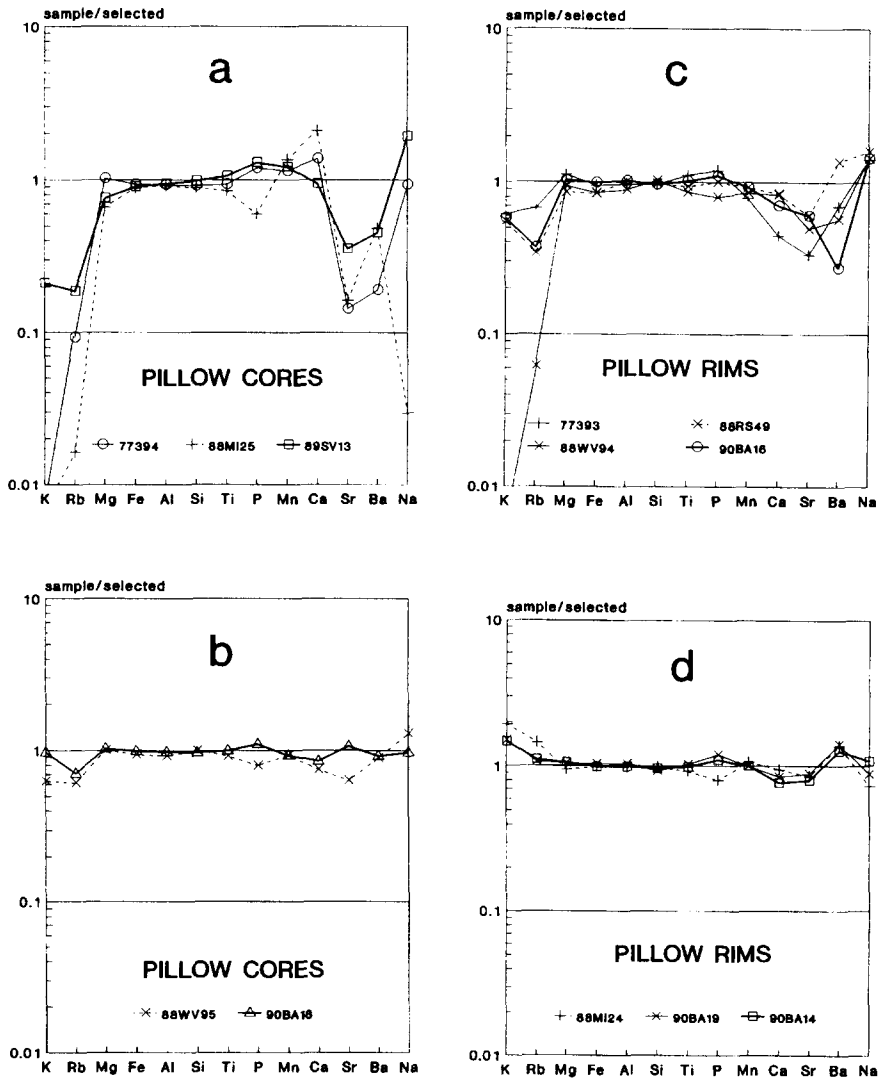 sample/selected
10
a
1
0.1
PILLOW CORES
77394 88MI25 89SV13
0.01
K Rb Mg Fe Al Si Ti P Mn Ca Sr Ba Na
sample/selected
10
c
1
0.1
PILLOW RIMS
77393 88RS49
88WV94 90BA16
0.01
K Rb Mg Fe Al Si Ti P Mn Ca Sr Ba Na
sample/selected
10
b
1
0.1
PILLOW CORES
88WV95 90BA18
0.01
K Rb Mg Fe Al Si Ti P Mn Ca Sr Ba Na
sample/selected
10
d
1
0.1
PILLOW RIMS
88MI24 90BA19 90BA14
0.01
K Rb Mg Fe Al Si Ti P Mn Ca Sr Ba Na